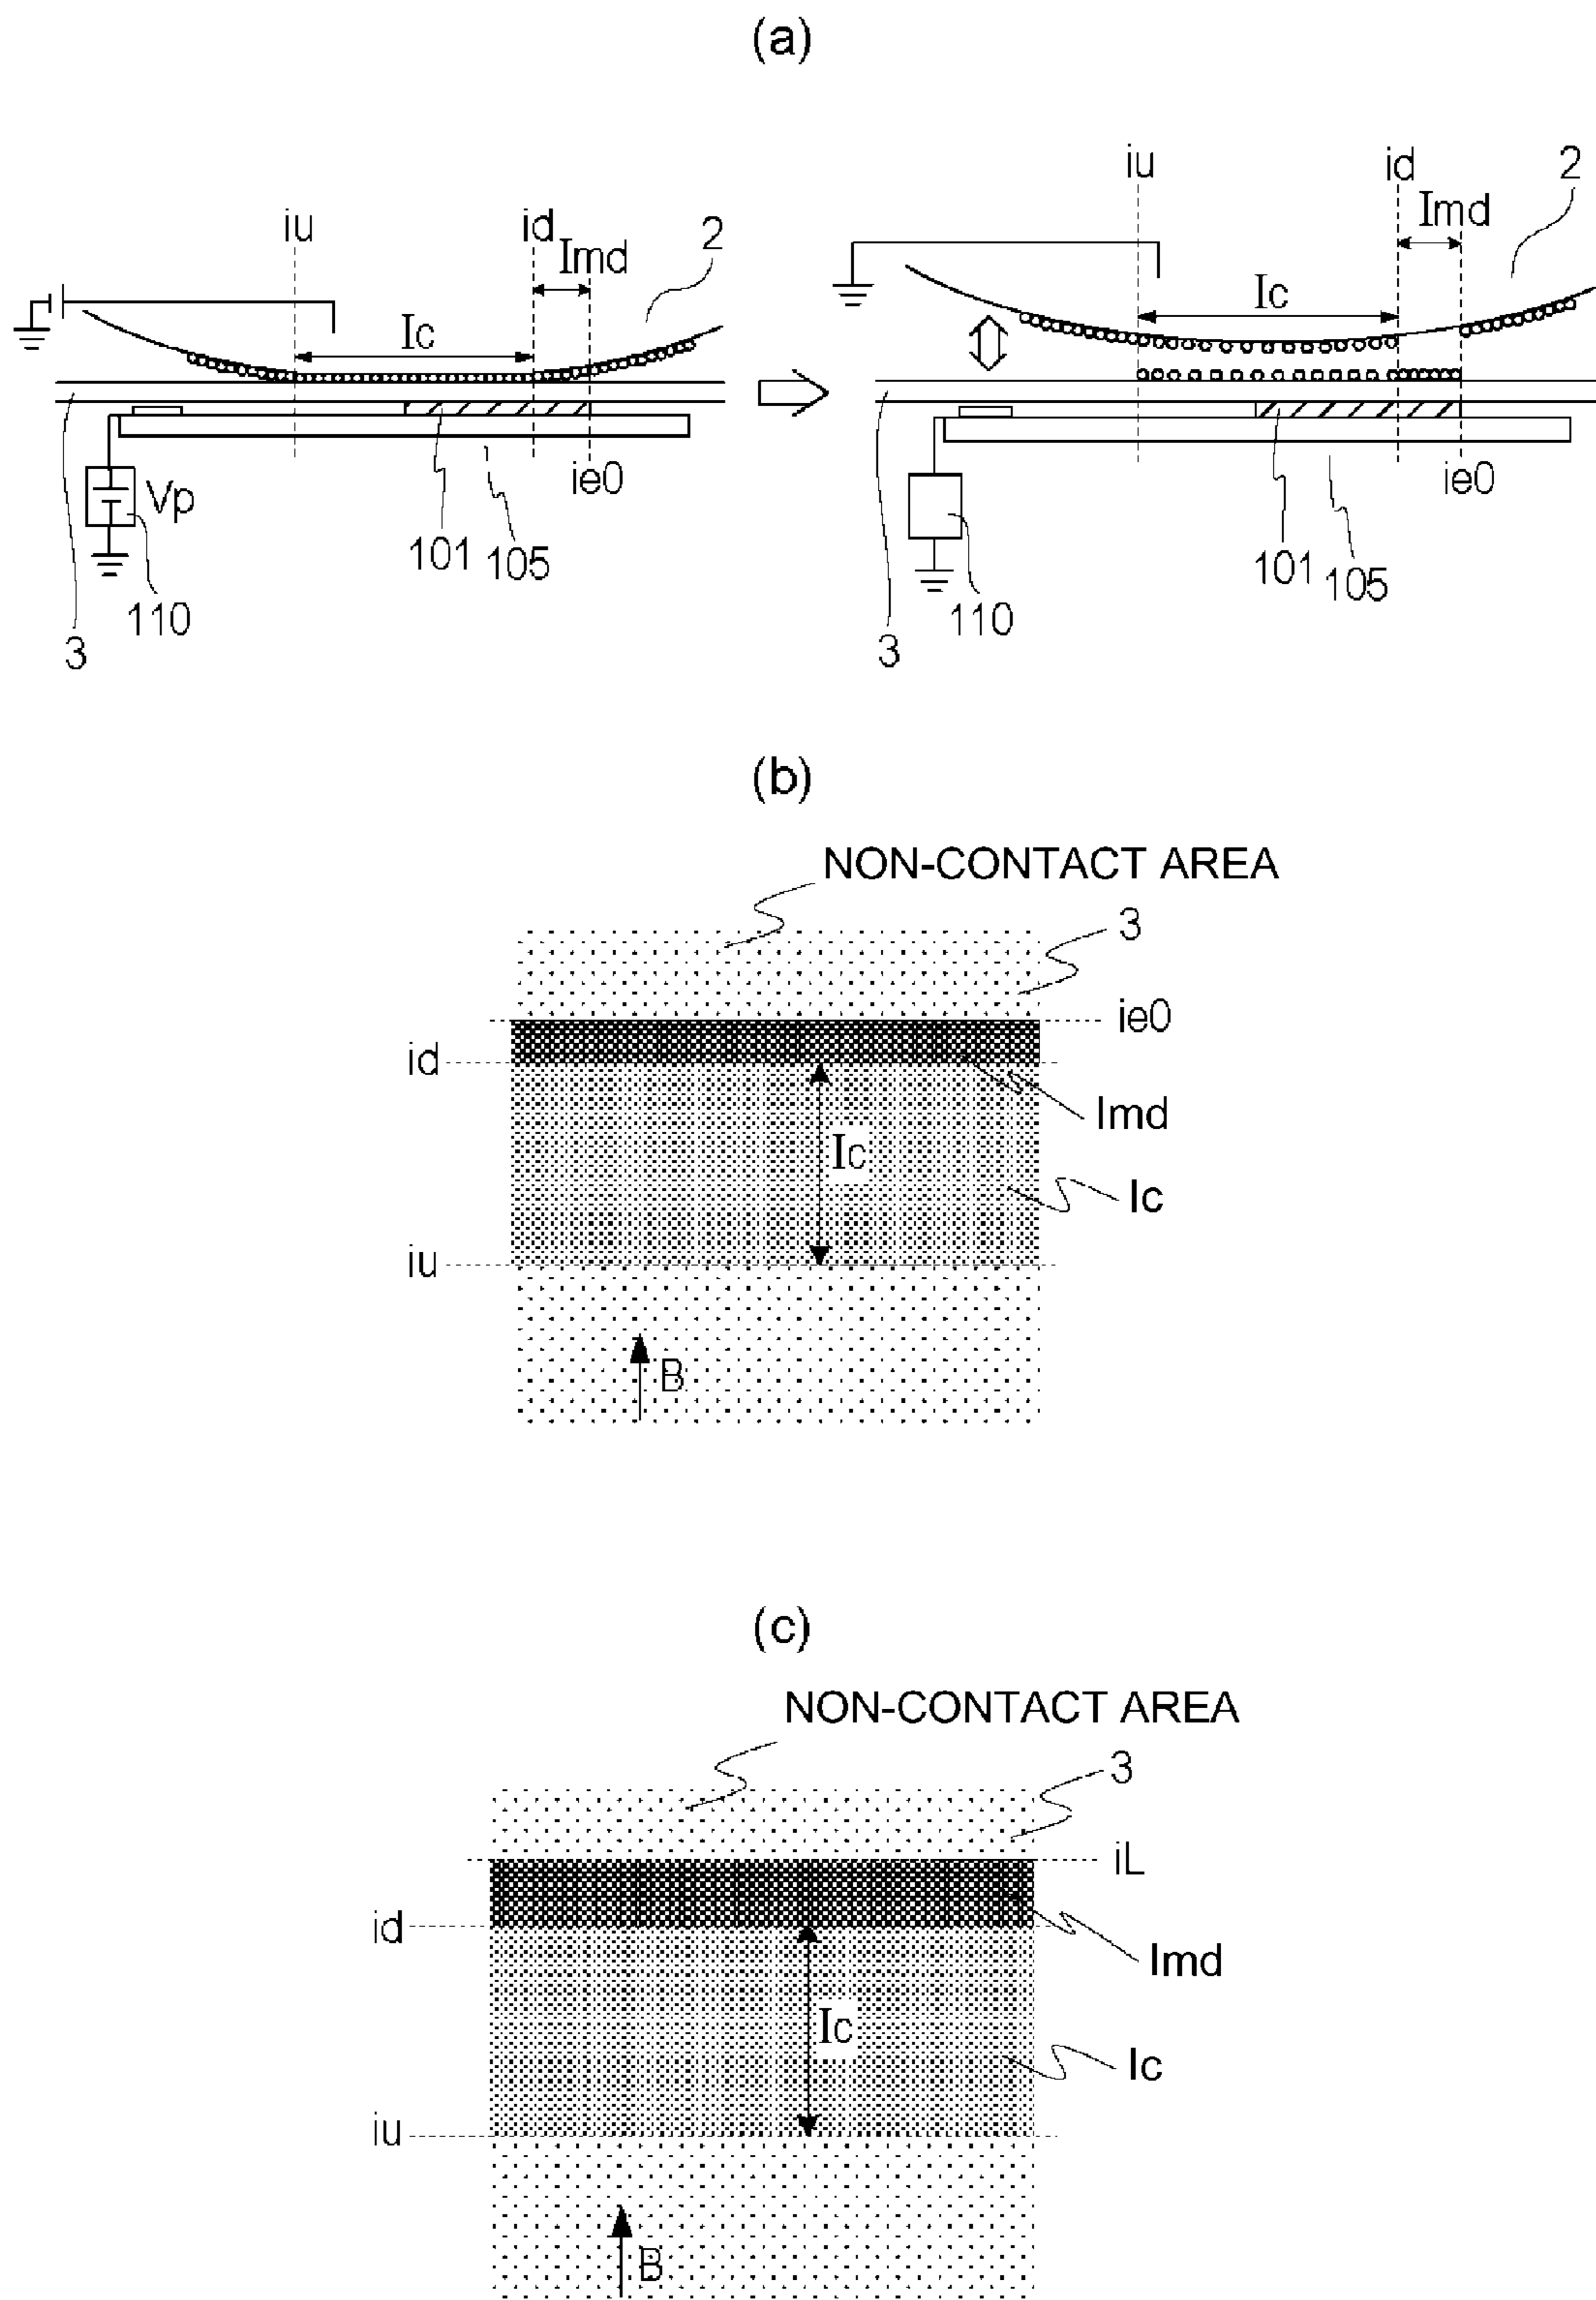 (a)
iu
id
Imd
2
Ic
Vp
ie0
101
105
110
3
iu
id
Imd
2
Ic
ie0
101
105
110
3
(b)
NON-CONTACT AREA
3
ie0
id
Imd
Ic
Ic
iu
B
(c)
NON-CONTACT AREA
3
iL
id
Imd
Ic
Ic
iu
B